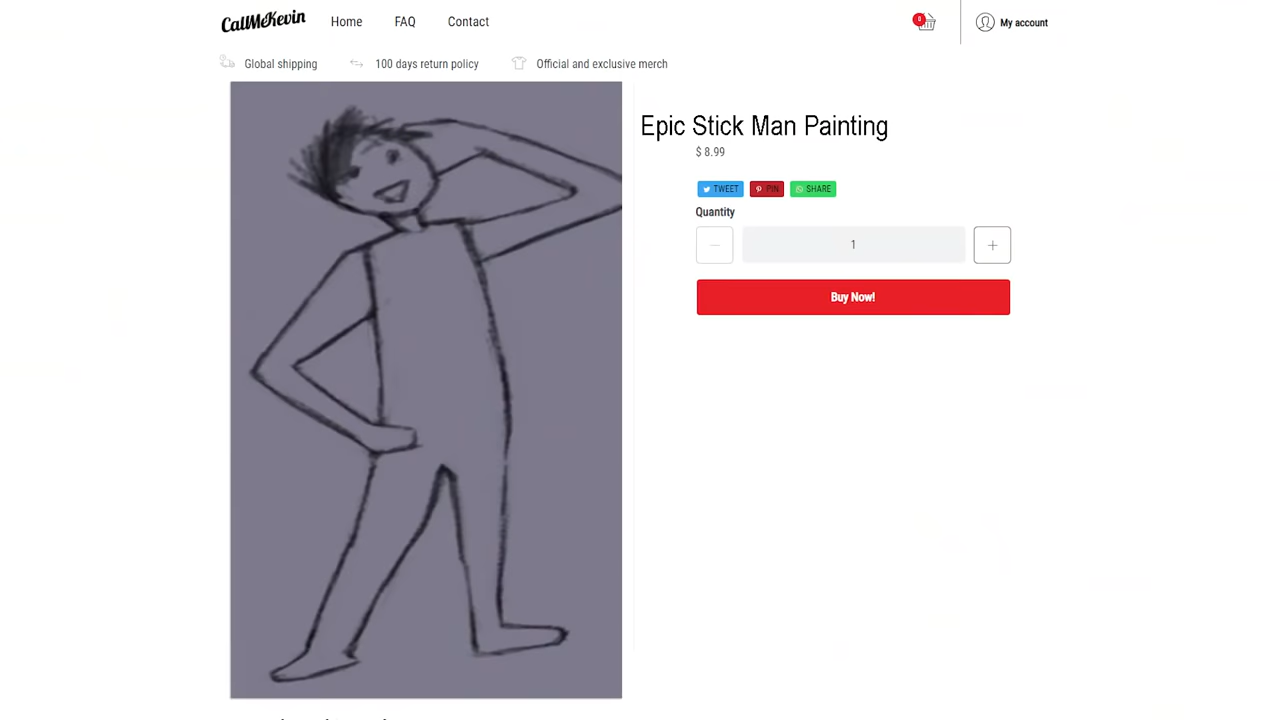 CallMeKevin
Home
FAQ
Contact
0
My account
Global shipping
100 days return policy
Official and exclusive merch
Epic Stick Man Painting
$ 8.99
TWEET
PIN
SHARE
Quantity
1
Buy Now!